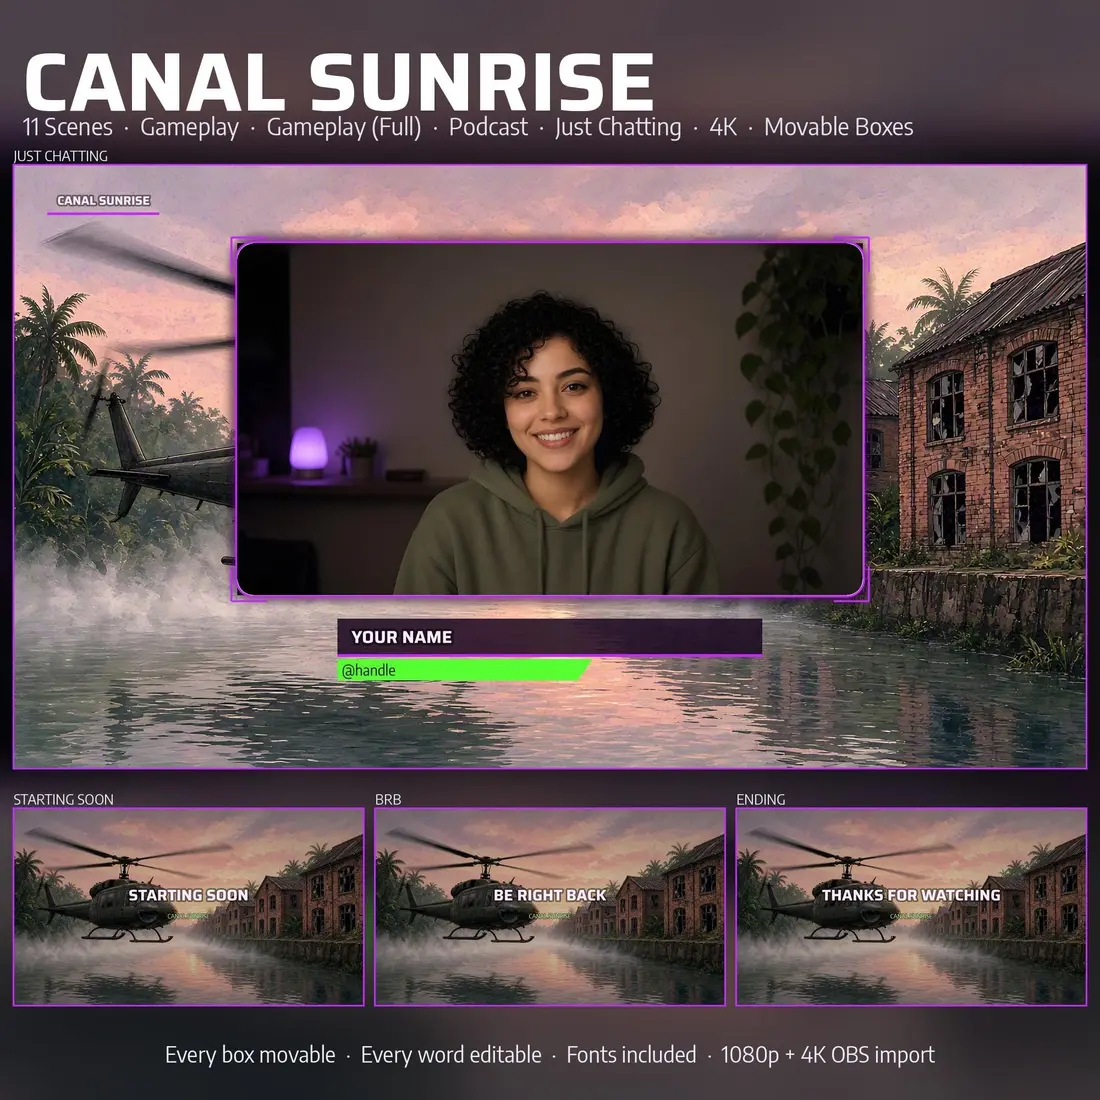 CANAL SUNRISE
11 Scenes · Gameplay · Gameplay (Full) · Podcast · Just Chatting · 4K · Movable Boxes
JUST CHATTING
CANAL SUNRISE
YOUR NAME
@handle
STARTING SOON
BRB
ENDING
STARTING SOON
CANAL SUNRISE
BE RIGHT BACK
CANAL SUNRISE
THANKS FOR WATCHING
CANAL SUNRISE
Every box movable · Every word editable · Fonts included · 1080p + 4K OBS import